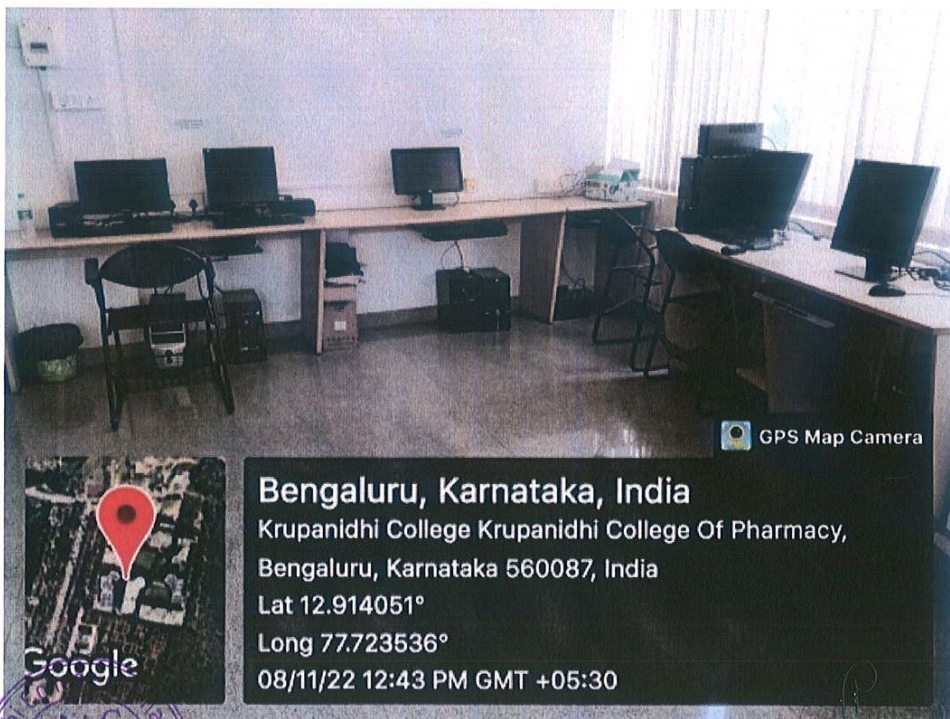 GPS Map Camera
Bengaluru, Karnataka, India
Krupanidhi College Krupanidhi College Of Pharmacy,
Bengaluru, Karnataka 560087, India
Lat 12.914051°
Long 77.723536°
08/11/22 12:43 PM GMT +05:30
Google